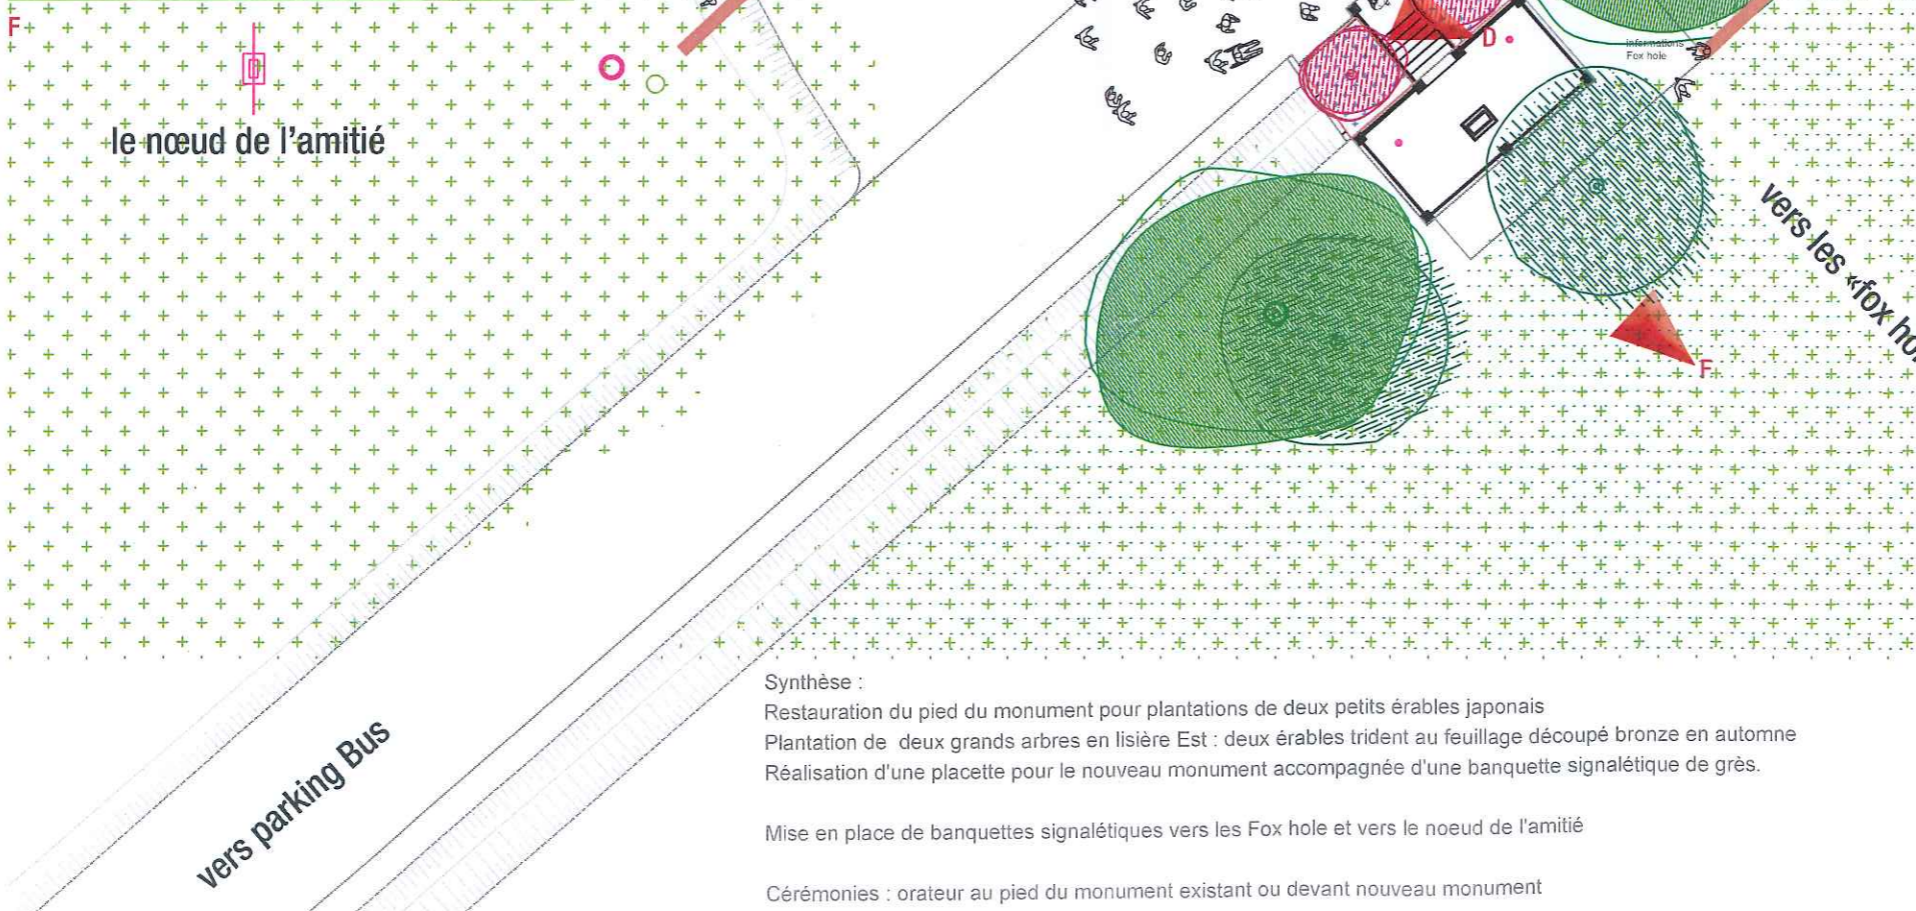 F
D
informations
Fox hole
le nœud de l'amitié
vers les «fox
F
vers parking Bus
Synthèse :
Restauration du pied du monument pour plantations de deux petits érables japonais
Plantation de deux grands arbres en lisière Est : deux érables trident au feuillage découpé bronze en automne
Réalisation d'une placette pour le nouveau monument accompagnée d'une banquette signalétique de grès.
Mise en place de banquettes signalétiques vers les Fox hole et vers le noeud de l'amitié
Cérémonies : orateur au pied du monument existant ou devant nouveau monument